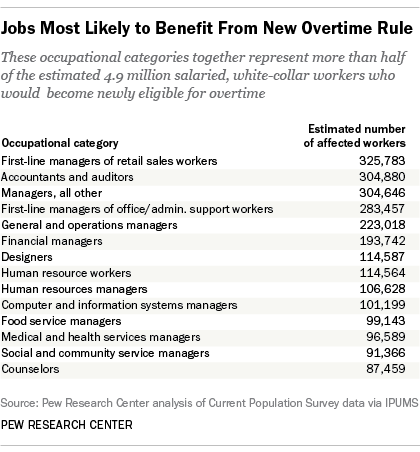 Jobs Most Likely to Benefit From New Overtime Rule
These occupational categories together represent more than half
of the estimated 4.9 million salaried, white-collar workers who
would become newly eligible for overtime
Estimated number
Occupational category of affected workers
First-line managers of retail sales workers 325,783
Accountants and auditors 304,880
Managers, all other 304,646
First-line managers of office/admin. support workers 283,457
General and operations managers 223,018
Financial managers 193,742
Designers 114,587
Human resource workers 114,564
Human resources managers 106,628
Computer and information systems managers 101,199
Food service managers 99,143
Medical and health services managers 96,589
Social and community service managers 91,366
Counselors 87,459
Source: Pew Research Center analysis of Current Population Survey data via IPUMS
PEW RESEARCH CENTER